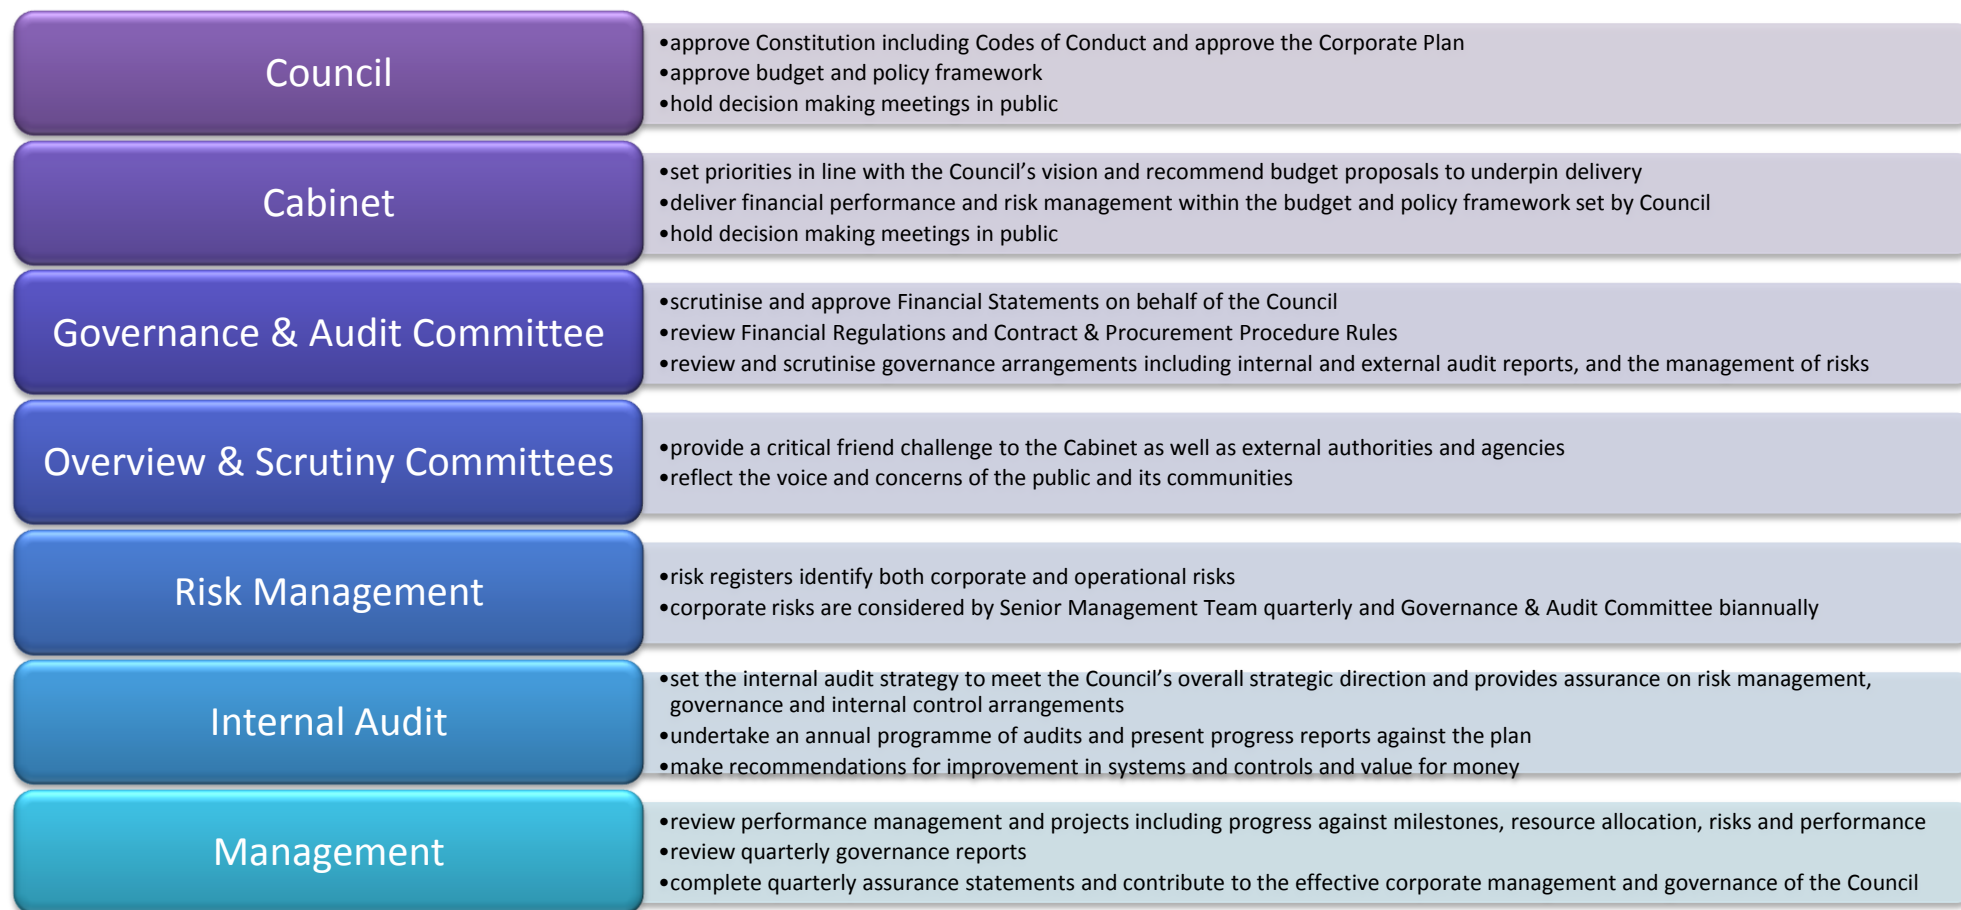 Council
•approve Constitution including Codes of Conduct and approve the Corporate Plan
•approve budget and policy framework
•hold decision making meetings in public
Cabinet
•set priorities in line with the Council’s vision and recommend budget proposals to underpin delivery
•deliver financial performance and risk management within the budget and policy framework set by Council
•hold decision making meetings in public
Governance & Audit Committee
•scrutinise and approve Financial Statements on behalf of the Council
•review Financial Regulations and Contract & Procurement Procedure Rules
•review and scrutinise governance arrangements including internal and external audit reports, and the management of risks
Overview & Scrutiny Committees
•provide a critical friend challenge to the Cabinet as well as external authorities and agencies
•reflect the voice and concerns of the public and its communities
Risk Management
•risk registers identify both corporate and operational risks
•corporate risks are considered by Senior Management Team quarterly and Governance & Audit Committee biannually
Internal Audit
•set the internal audit strategy to meet the Council’s overall strategic direction and provides assurance on risk management,
governance and internal control arrangements
•undertake an annual programme of audits and present progress reports against the plan
•make recommendations for improvement in systems and controls and value for money
Management
•review performance management and projects including progress against milestones, resource allocation, risks and performance
•review quarterly governance reports
•complete quarterly assurance statements and contribute to the effective corporate management and governance of the Council